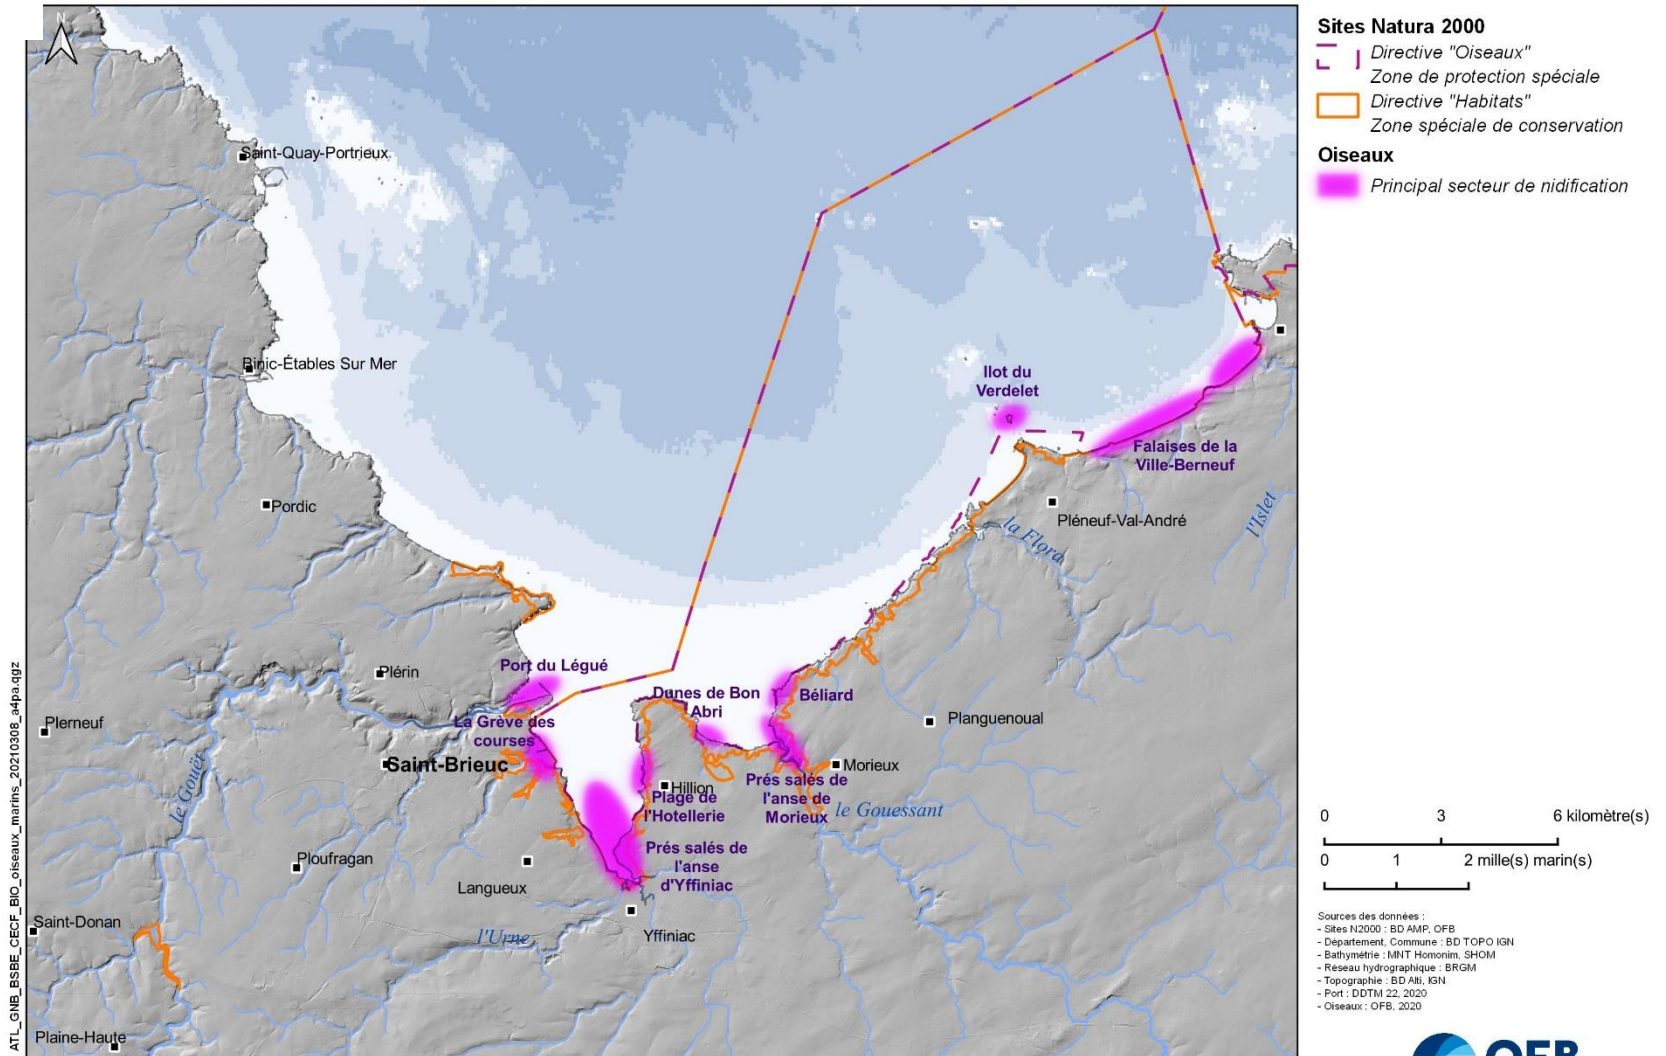 N
Saint-Quay-Portrieux
Binic-Étables Sur Mer
Ilot du
Verdelet
Falaises de la
Ville-Berneuf
Pordic
Pléneuf-Val-André
la Flora
l'Islet
Port du Légué
Plérin
Dunes de Bon
Abri
Béliard
La Grève des
courses
Plerneuf
Planguenoual
Saint-Brieuc
Morieux
Hillion
Plage de
l'Hotellerie
Prés salés de
l'anse de
Morieux
le Gouessant
le Gouët
Ploufragan
Prés salés de
l'anse
d'Yffiniac
Langueux
Saint-Donan
l'Urne
Yffiniac
Plaine-Haute
ATL_GNB_BSBE_CECF_BIO_oiseaux_marins_20210308_a4pa.qgz
Sites Natura 2000
Directive "Oiseaux"
Zone de protection spéciale
Directive "Habitats"
Zone spéciale de conservation
Oiseaux
Principal secteur de nidification
0 3 6 kilomètre(s)
0 1 2 mille(s) marin(s)
Sources des données :
- Sites N2000 : BD AMP, OFB
- Département, Commune : BD TOPO IGN
- Bathymétrie : MNT Homonim, SHOM
- Réseau hydrographique : BRGM
- Topographie : BD Alti, IGN
- Port : DDTM 22, 2020
- Oiseaux : OFB, 2020
OFB